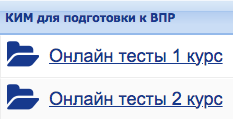 КИМ для подготовки к ВПР
Онлайн тесты 1 курс
Онлайн тесты 2 курс